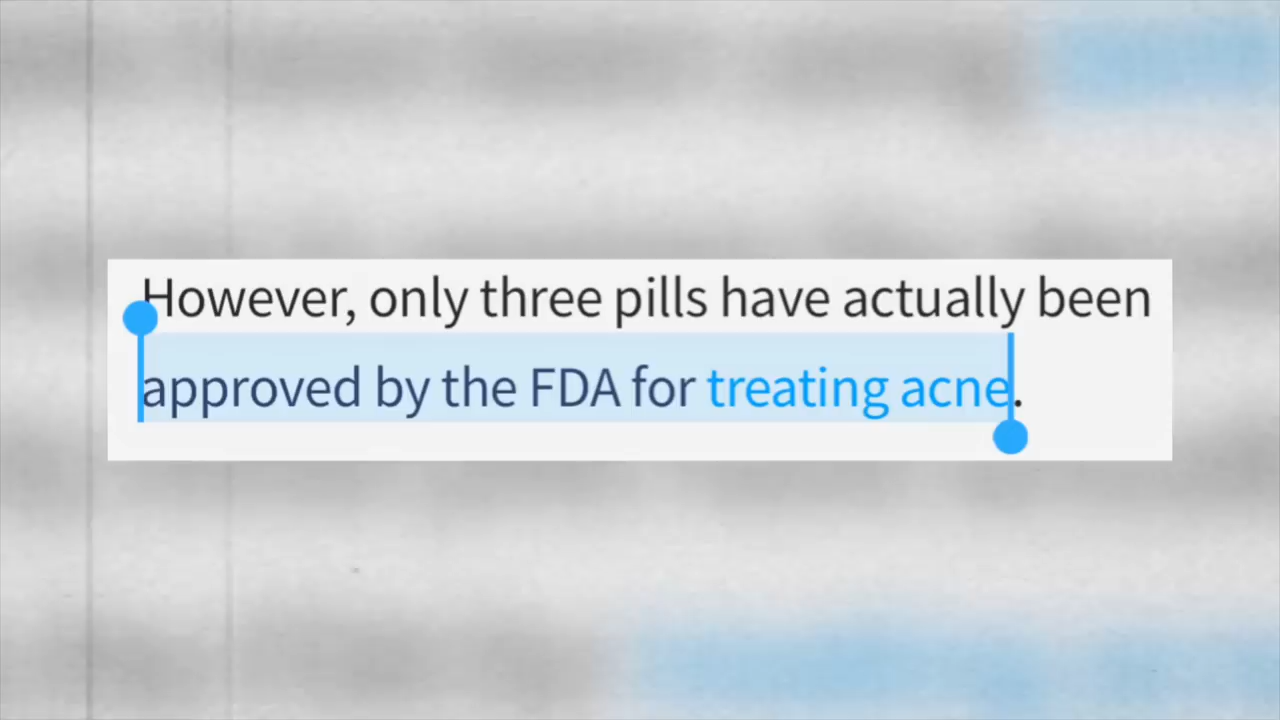 However, only three pills have actually been
approved by the FDA for treating acne.